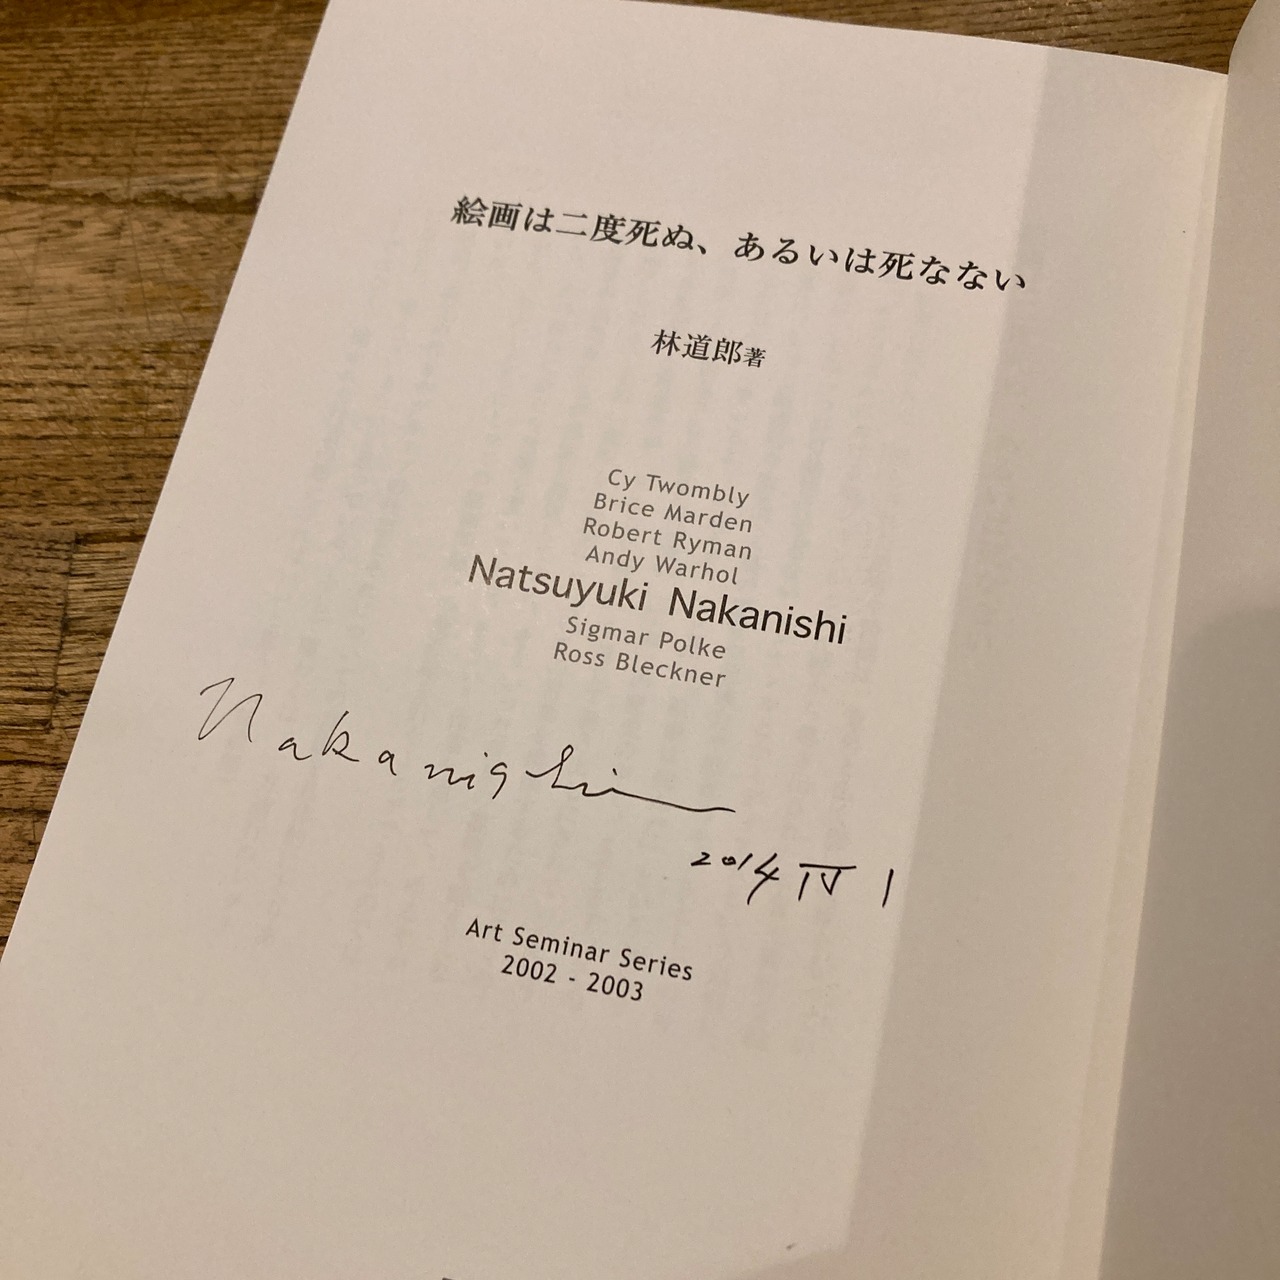 絵画は二度死ぬ、あるいは死なない
林道郎著
Cy Twombly
Brice Marden
Robert Ryman
Andy Warhol
Natsuyuki Nakanishi
Sigmar Polke
Ross Bleckner
Nakanishi
2014 IV 1
Art Seminar Series
2002 - 2003